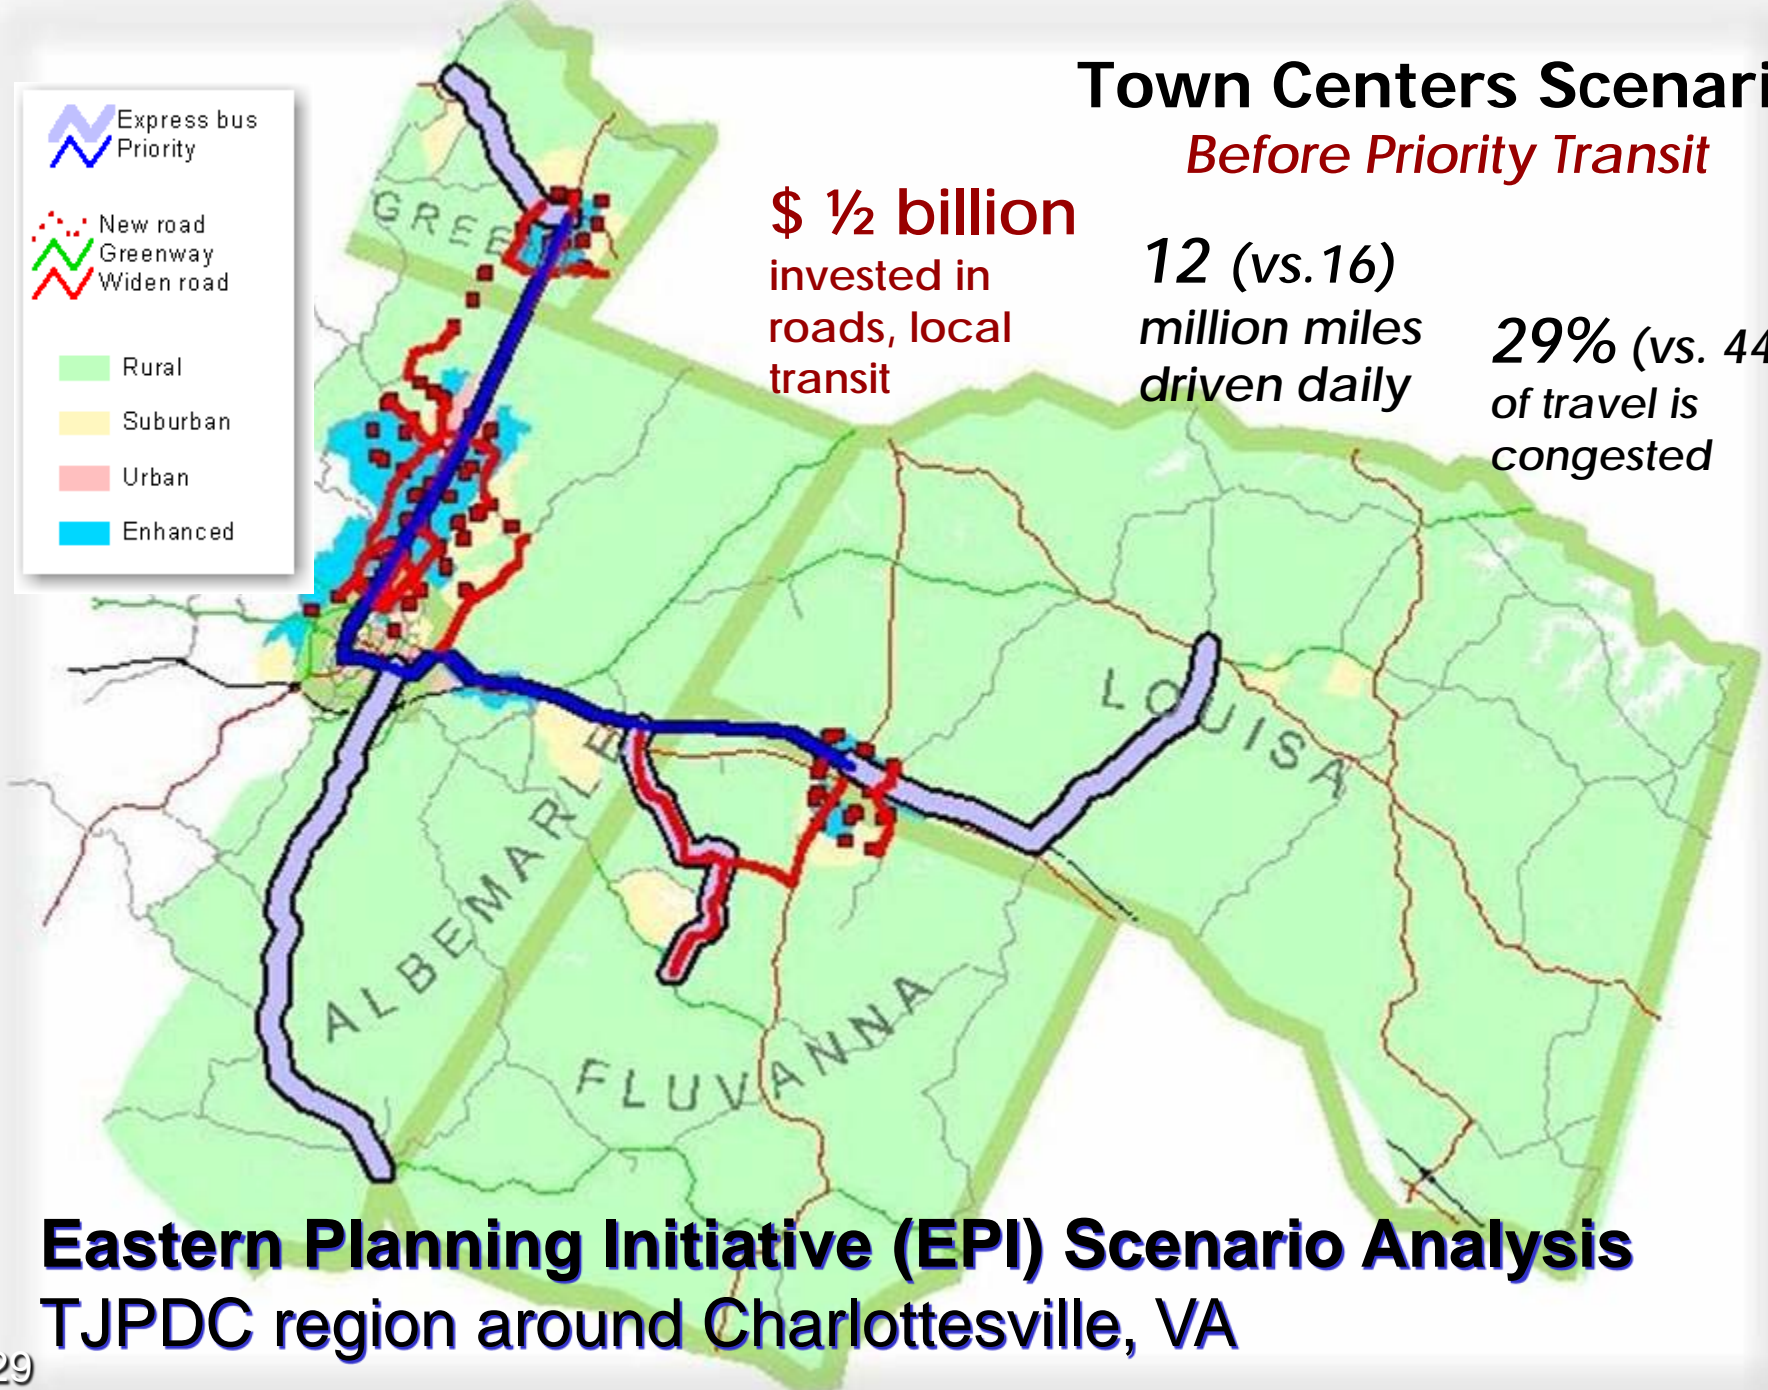 Town Centers Scenari
Before Priority Transit
Express bus
Priority
New road
Greenway
Widen road
Rural
Suburban
Urban
Enhanced
$ ½ billion
invested in
roads, local
transit
12 (vs.16)
million miles
driven daily
29% (vs. 44
of travel is
congested
GREE
LOUISA
ALBEMARLE
FLUVANNA
Eastern Planning Initiative (EPI) Scenario Analysis
TJPDC region around Charlottesville, VA
29